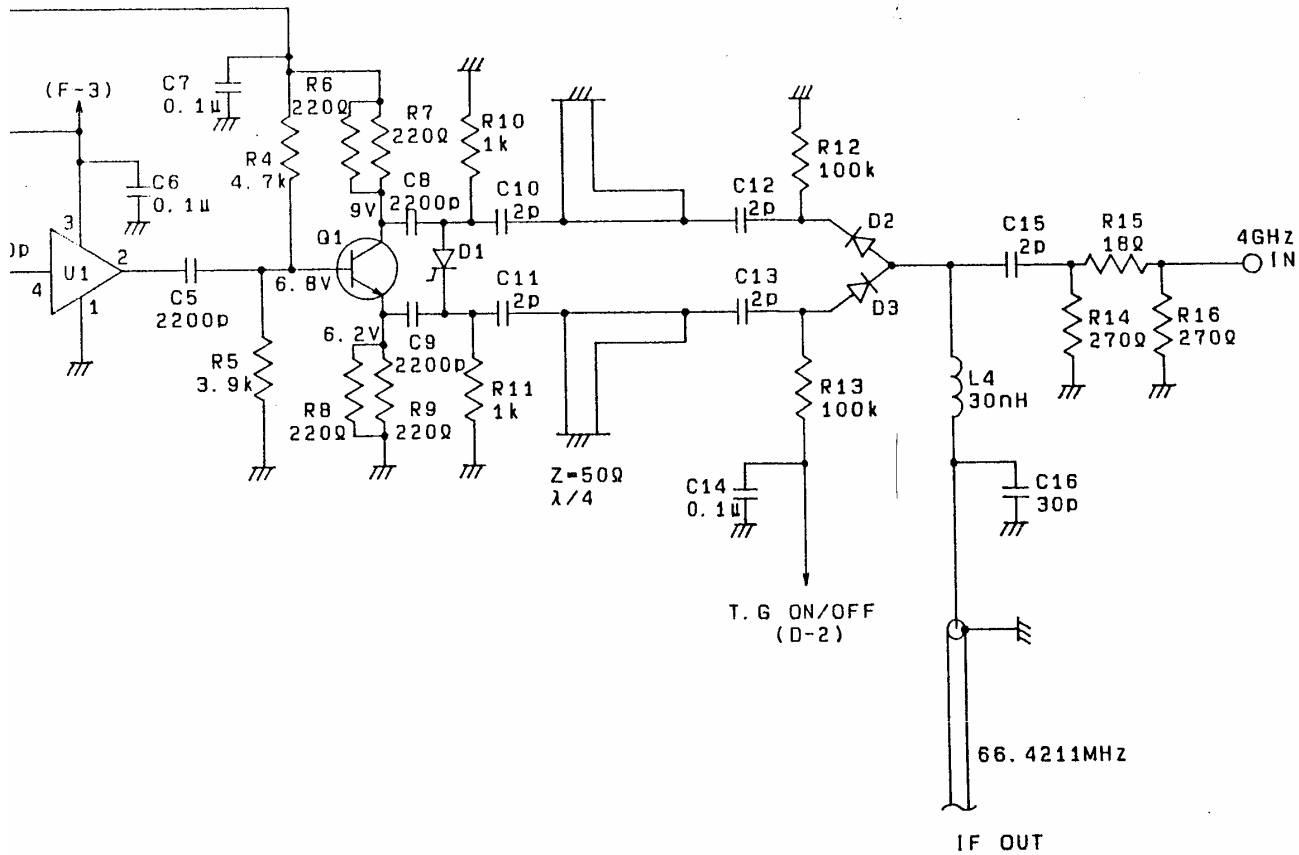 (F-3)
C7
0.1μ
R6
220Ω
R7
220Ω
R10
1k
R12
100k
R4
4.7k
C6
0.1μ
C8
2200p
C10
2p
C12
2p
9V
D2
C15
2p
R15
18Ω
4GHz
IN
3
0p
U1
2
4
1
Q1
D1
6.8V
C5
2200p
C11
2p
C13
2p
D3
R14
270Ω
R16
270Ω
6.2V
C9
2200p
R5
3.9k
R8
220Ω
R9
220Ω
R11
1k
R13
100k
L4
30nH
Z=50Ω
λ/4
C14
0.1μ
C16
30p
T.G ON/OFF
(D-2)
66.4211MHz
IF OUT